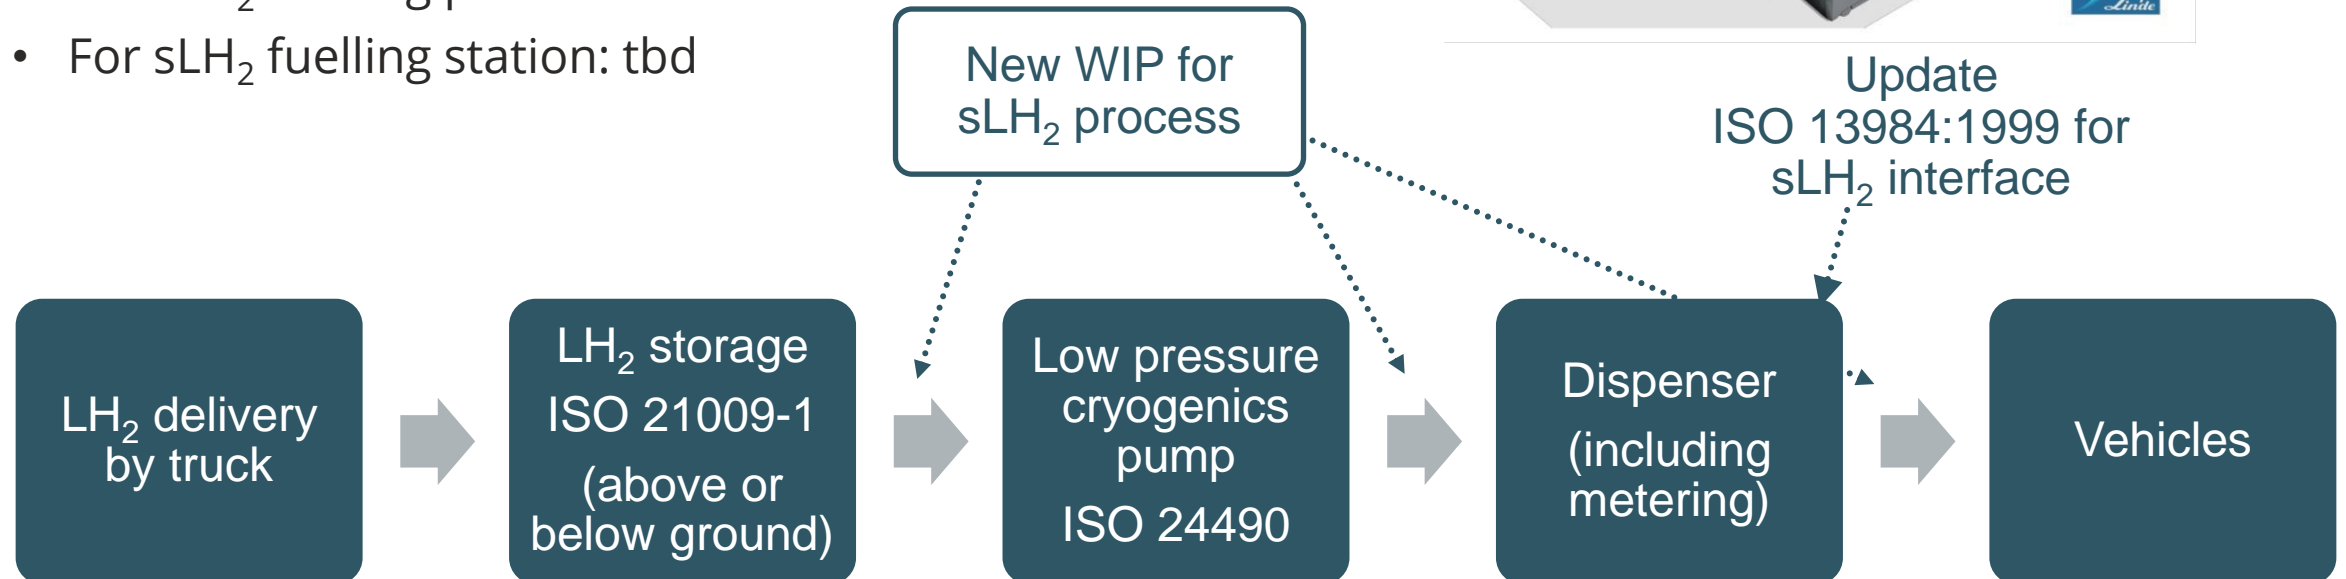 • For sLH₂ fuelling station: tbd
Linde
New WIP for
sLH₂ process
Update
ISO 13984:1999 for
sLH₂ interface
LH₂ delivery
by truck
LH₂ storage
ISO 21009-1
(above or
below ground)
Low pressure
cryogenics
pump
ISO 24490
Dispenser
(including
metering)
Vehicles